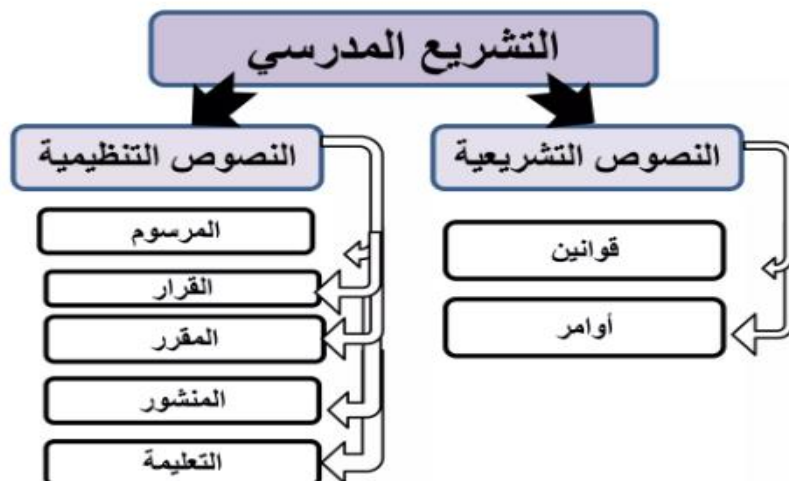 التشريع المدرسي
النصوص التشريعية
قوانين
أوامر
النصوص التنظيمية
المرسوم
القرار
المقرر
المنشور
التعليمة